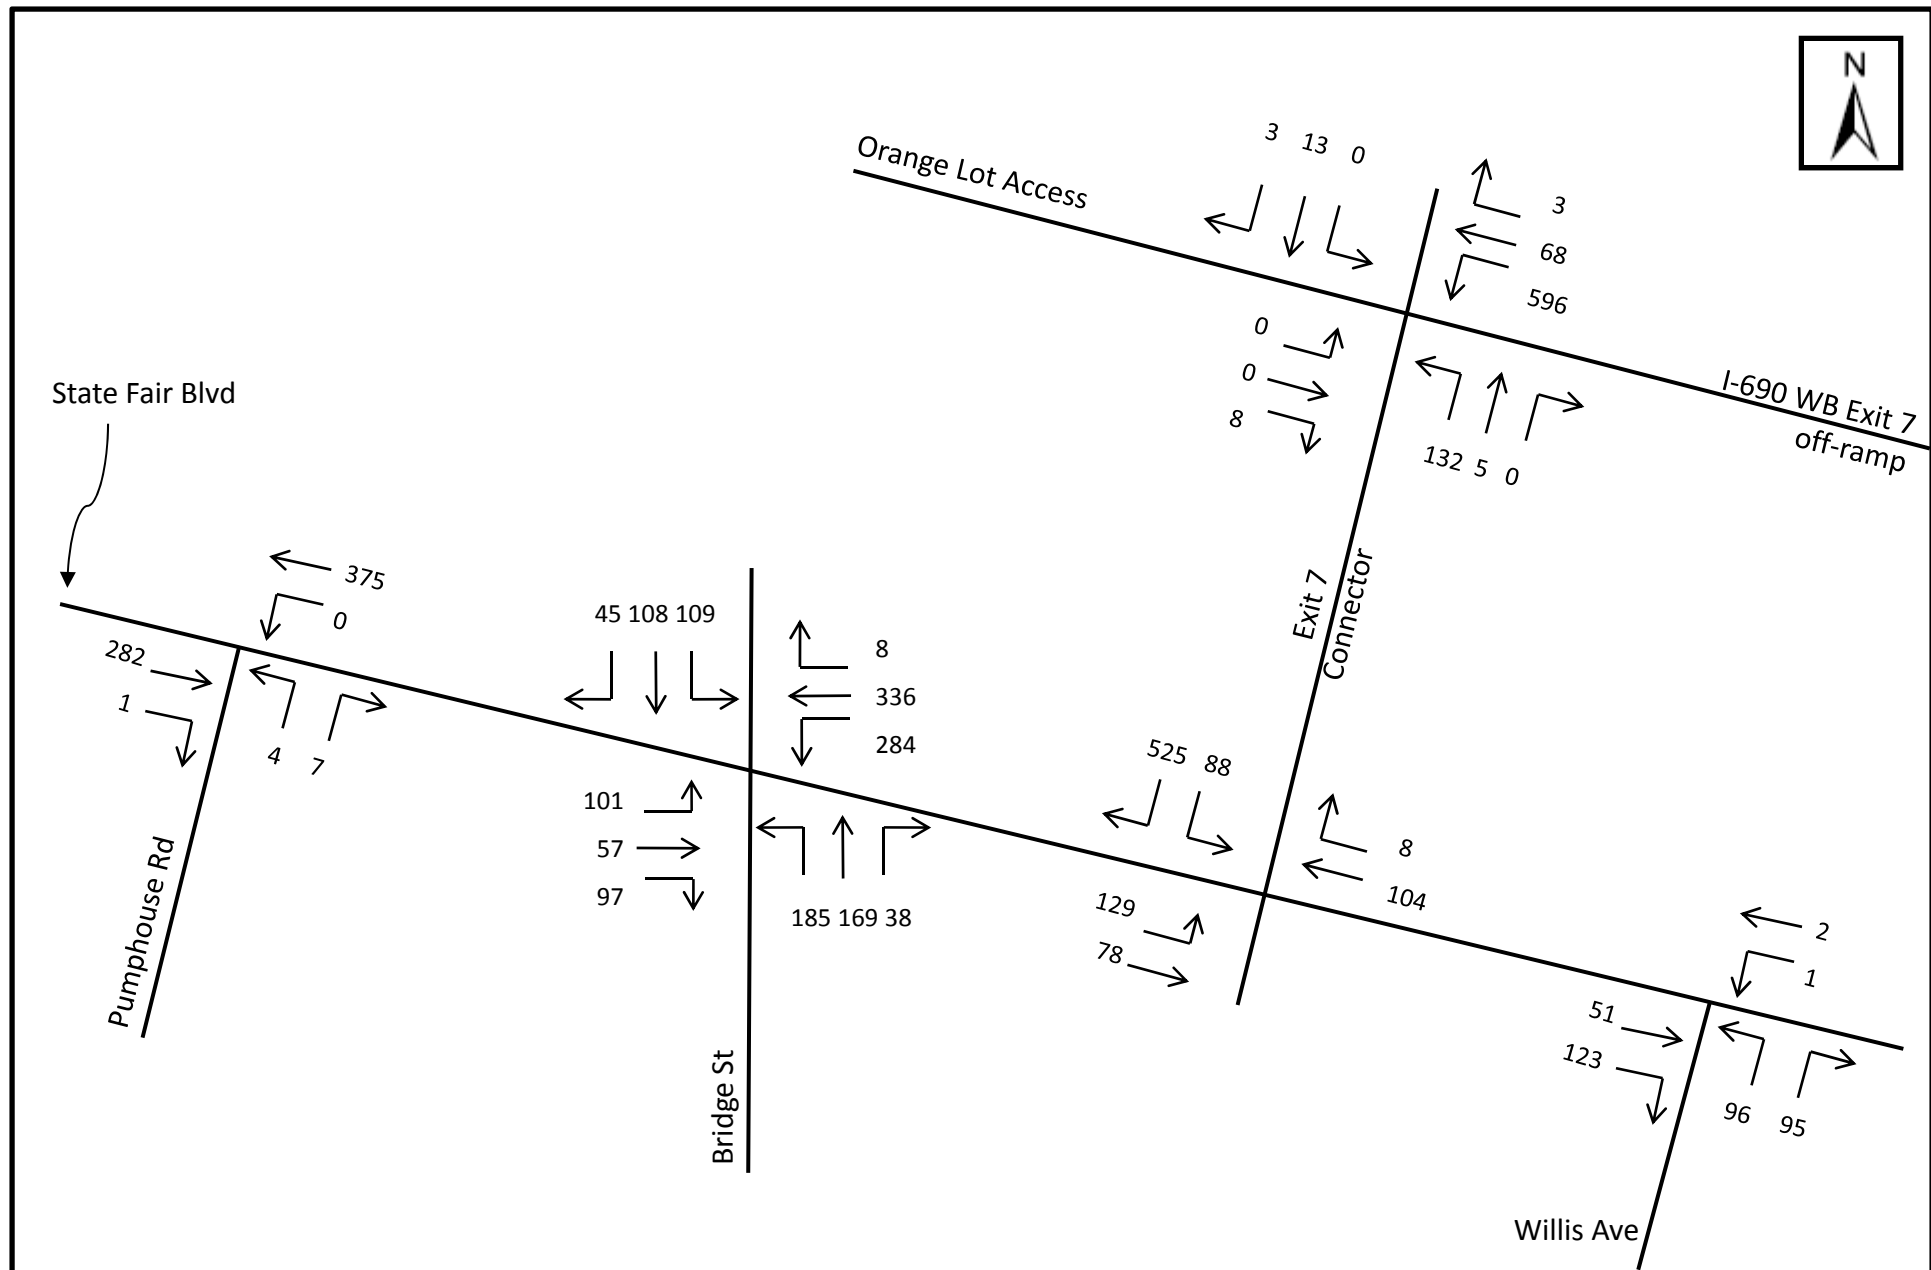 N
3 13 0
Orange Lot Access
3
68
596
0
0
8
132 5 0
I-690 WB Exit 7
off-ramp
State Fair Blvd
375
0
282
1
4 7
45 108 109
8
336
284
101
57
97
185 169 38
Exit 7
Connector
525 88
8
104
129
78
2
1
51
123
96 95
Pumphouse Rd
Bridge St
Willis Ave